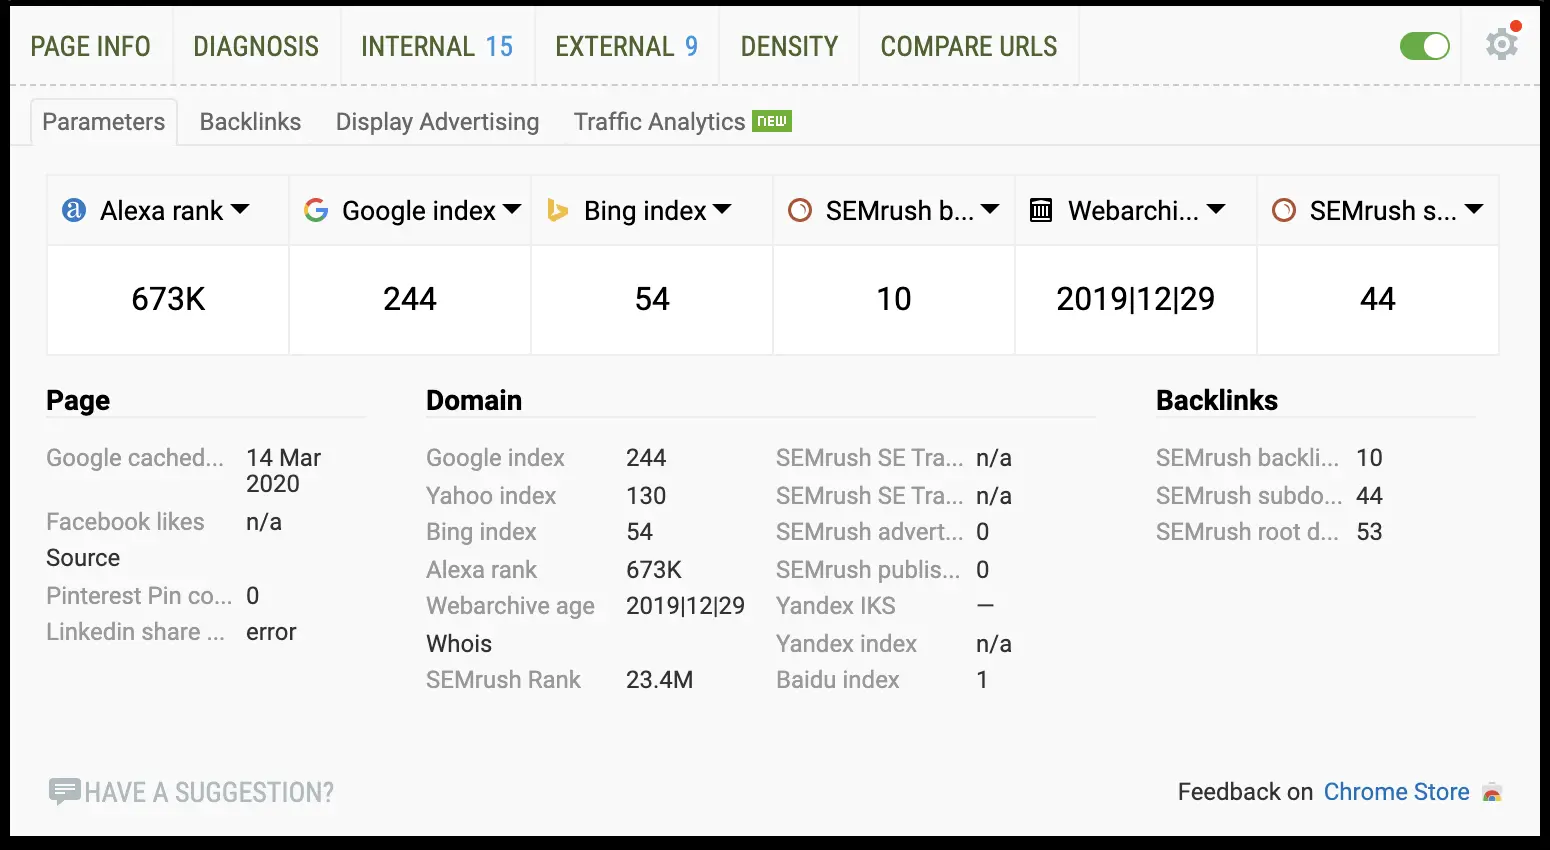 PAGE INFO DIAGNOSIS INTERNAL 15 EXTERNAL 9 DENSITY COMPARE URLS
Parameters Backlinks Display Advertising Traffic Analytics NEW
Alexa rank Google index Bing index SEMrush b... Webarchi... SEMrush s...
673K 244 54 10 2019|12|29 44
Page
Google cached... 14 Mar 2020
Facebook likes n/a
Source
Pinterest Pin co... 0
Linkedin share ... error
Domain
Google index 244
Yahoo index 130
Bing index 54
Alexa rank 673K
Webarchive age 2019|12|29
Whois
SEMrush Rank 23.4M
SEMrush SE Tra... n/a
SEMrush SE Tra... n/a
SEMrush advert... 0
SEMrush publis... 0
Yandex IKS —
Yandex index n/a
Baidu index 1
Backlinks
SEMrush backli... 10
SEMrush subdo... 44
SEMrush root d... 53
HAVE A SUGGESTION?
Feedback on Chrome Store